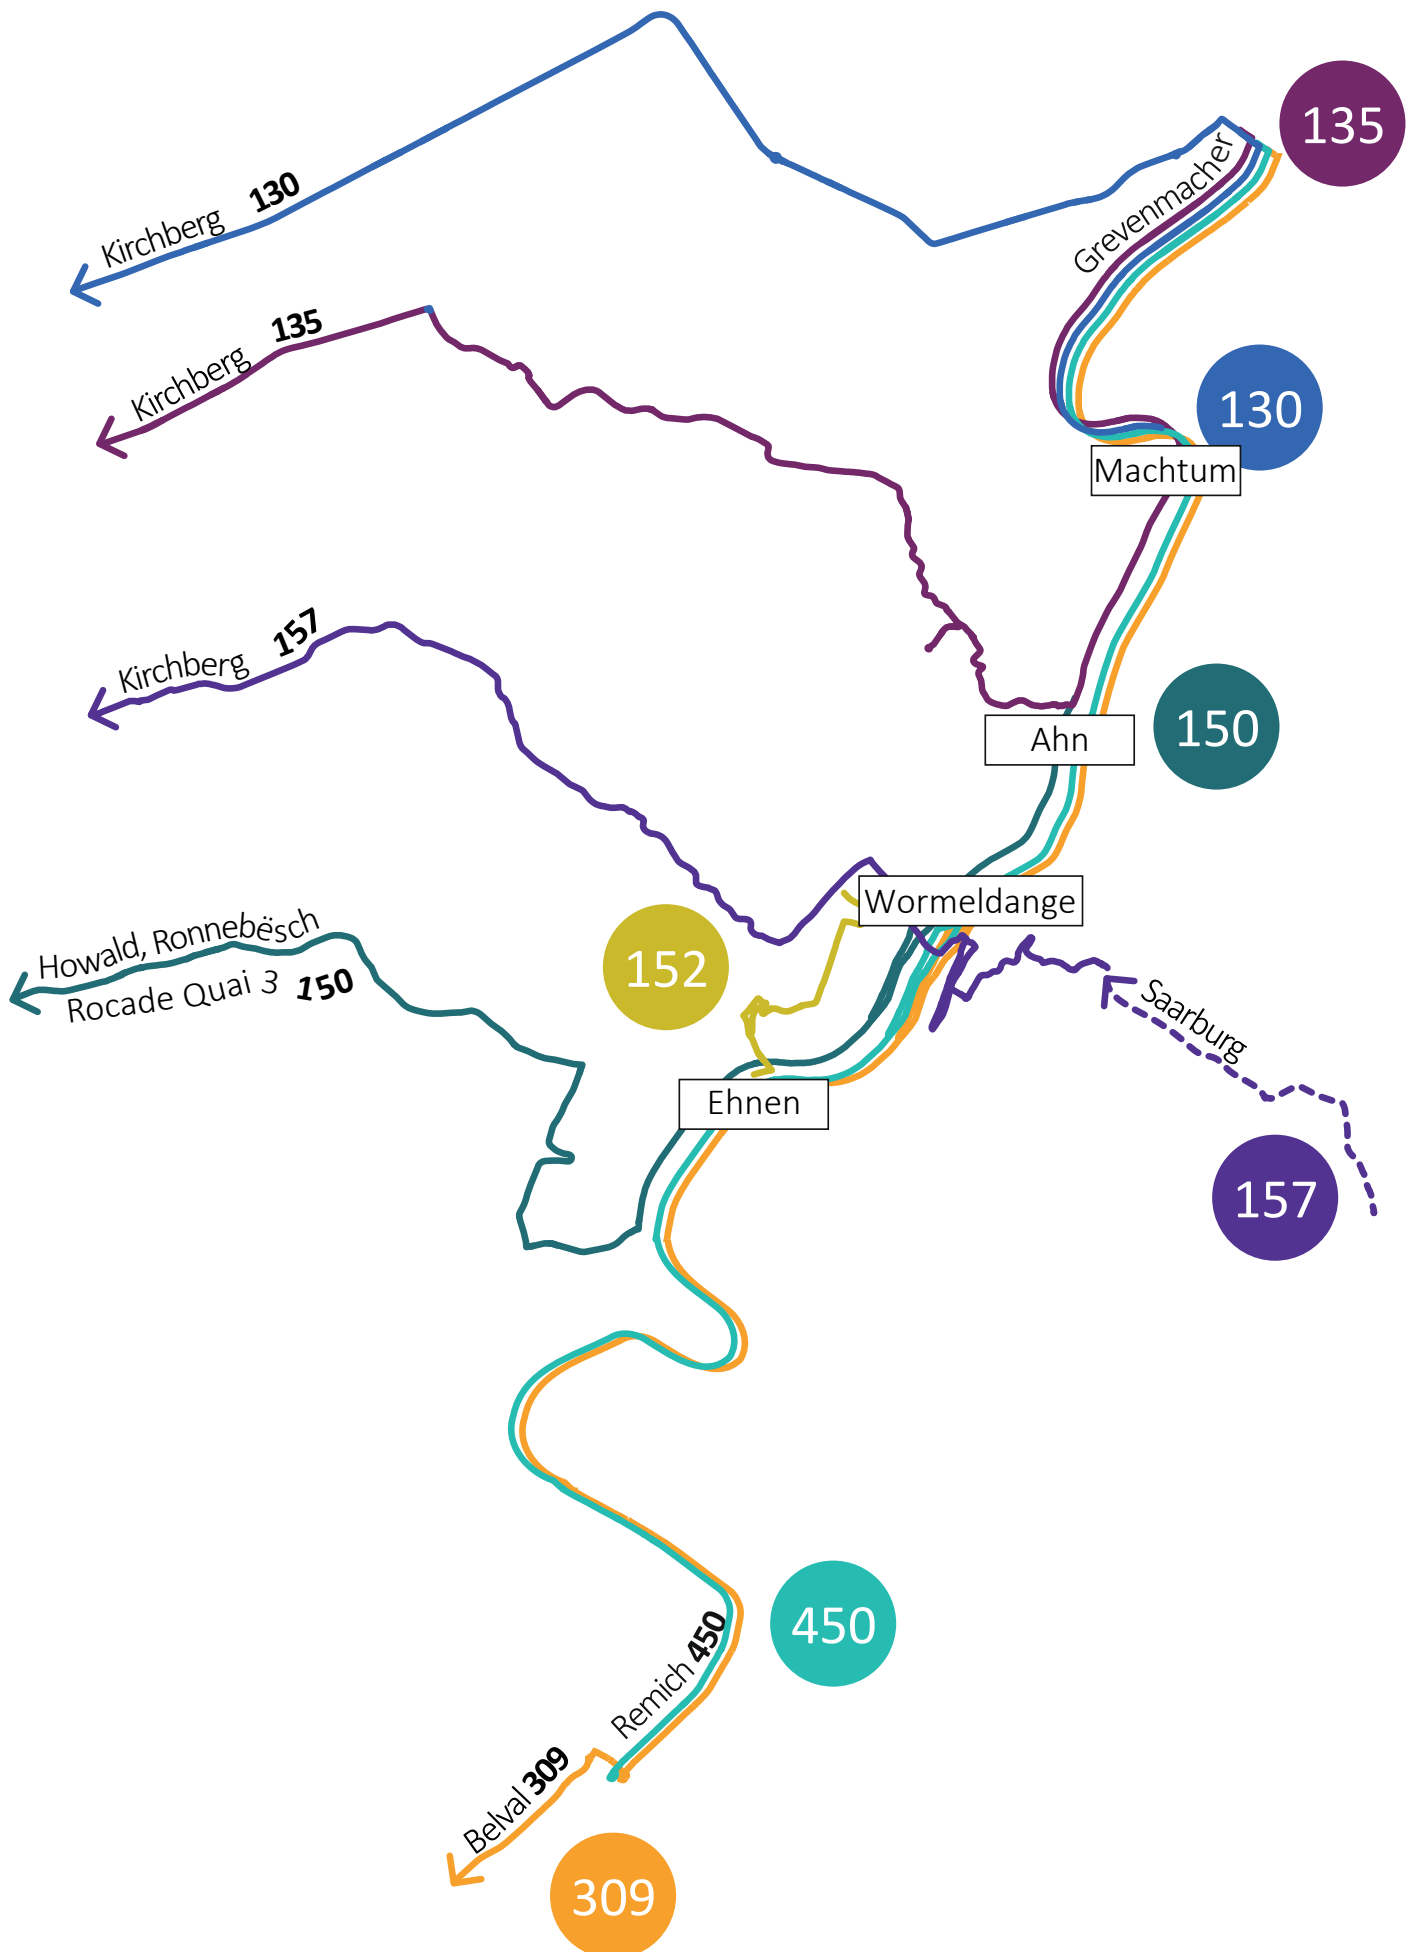 135
Grevenmacher
Kirchberg 130
Kirchberg 135
130
Machtum
Kirchberg 157
150
Ahn
Wormeldange
Howald, Ronnebësch
Rocade Quai 3 150
152
Saarburg
Ehnen
157
450
Remich 450
Belval 309
309